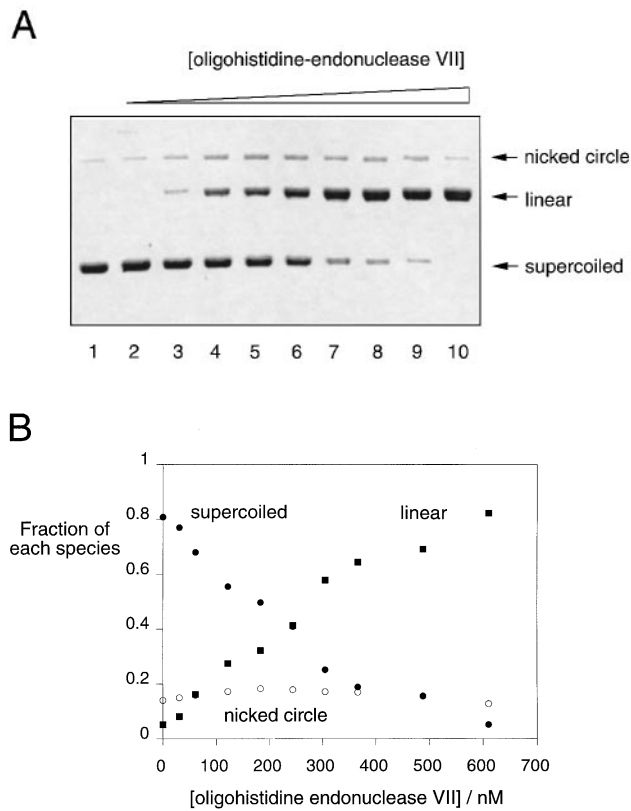 A
[oligohistidine-endonuclease VII]
nicked circle
linear
supercoiled
1 2 3 4 5 6 7 8 9 10
B
Fraction of
each species
1
0.8
0.6
0.4
0.2
0
supercoiled
linear
nicked circle
0 100 200 300 400 500 600 700
[oligohistidine endonuclease VII] / nM